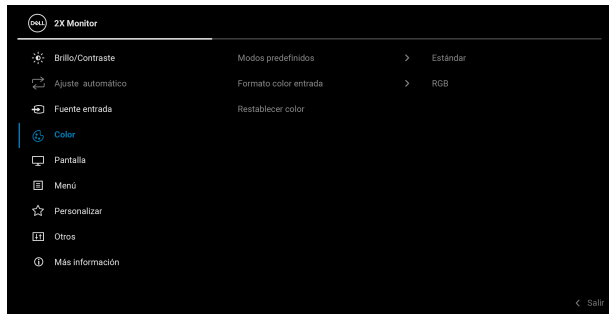 DELL 2X Monitor
Brillo/Contraste Modos predefinidos Estándar
Ajuste automático Formato color entrada RGB
Fuente entrada Restablecer color
Color
Pantalla
Menú
Personalizar
Otros
Más información
Salir